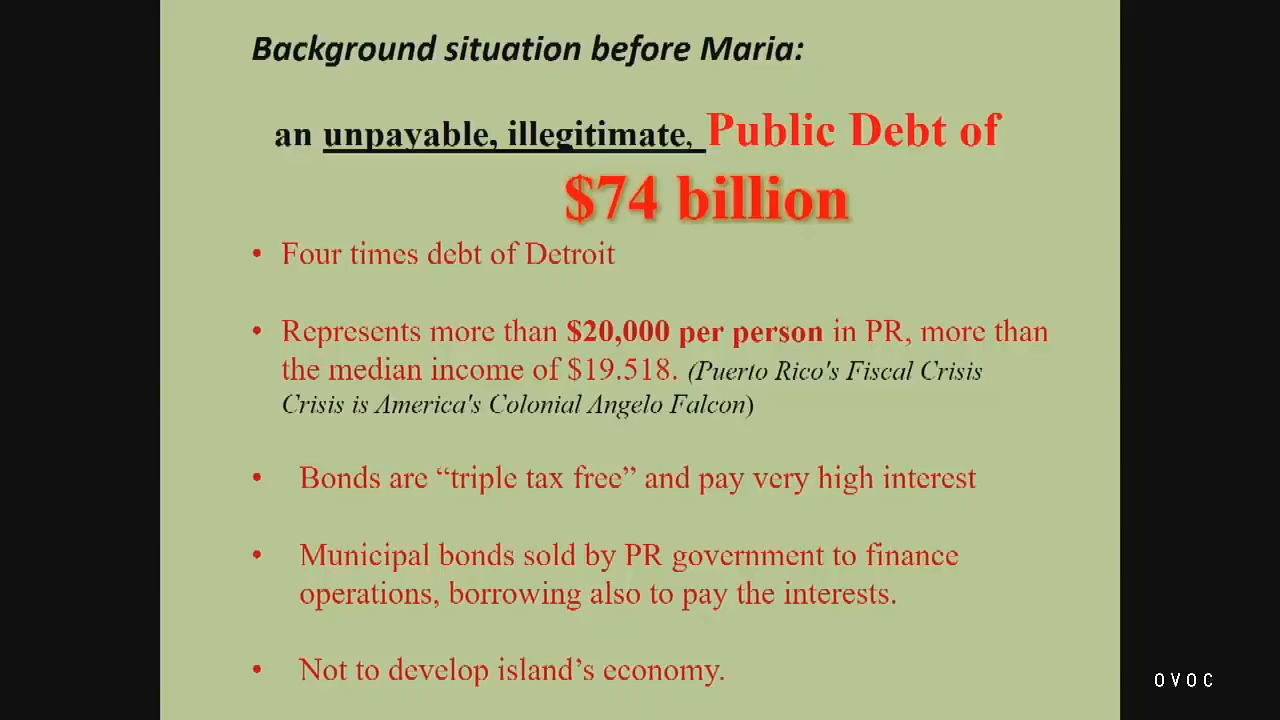 Background situation before Maria:
an unpayable, illegitimate, Public Debt of
$74 billion
• Four times debt of Detroit
• Represents more than $20,000 per person in PR, more than
the median income of $19.518. (Puerto Rico's Fiscal Crisis
Crisis is America's Colonial Angelo Falcon)
• Bonds are “triple tax free” and pay very high interest
• Municipal bonds sold by PR government to finance
operations, borrowing also to pay the interests.
• Not to develop island’s economy.
OVOC